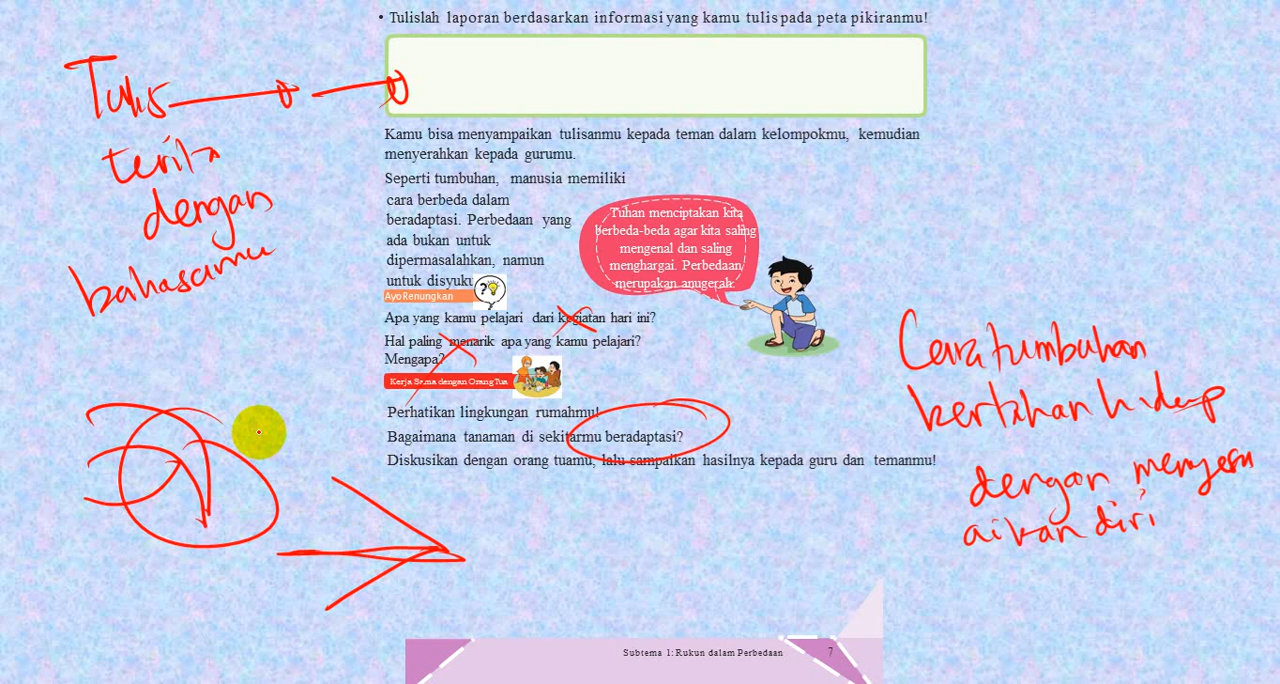 • Tulislah laporan berdasarkan informasi yang kamu tulis pada peta pikiranmu!
Tulis
terita
dengan
bahasamu
Kamu bisa menyampaikan tulisanmu kepada teman dalam kelompokmu, kemudian
menyerahkan kepada gurumu.
Seperti tumbuhan, manusia memiliki
cara berbeda dalam
beradaptasi. Perbedaan yang
ada bukan untuk
dipermasalahkan, namun
untuk disyuku
Tuhan menciptakan kita
berbeda-beda agar kita saling
mengenal dan saling
menghargai. Perbedaan
merupakan anugerah.
Ayo Renungkan
Apa yang kamu pelajari dari kegiatan hari ini?
Hal paling menarik apa yang kamu pelajari?
Mengapa?
Kerja Sama dengan Orang Tua
Perhatikan lingkungan rumahmu!
Bagaimana tanaman di sekitarmu beradaptasi?
Diskusikan dengan orang tuamu, lalu sampaikan hasilnya kepada guru dan temanmu!
Cara tumbuhan
bertahan hidup
dengan menyesu
aikan diri
Subtema 1: Rukun dalam Perbedaan
7